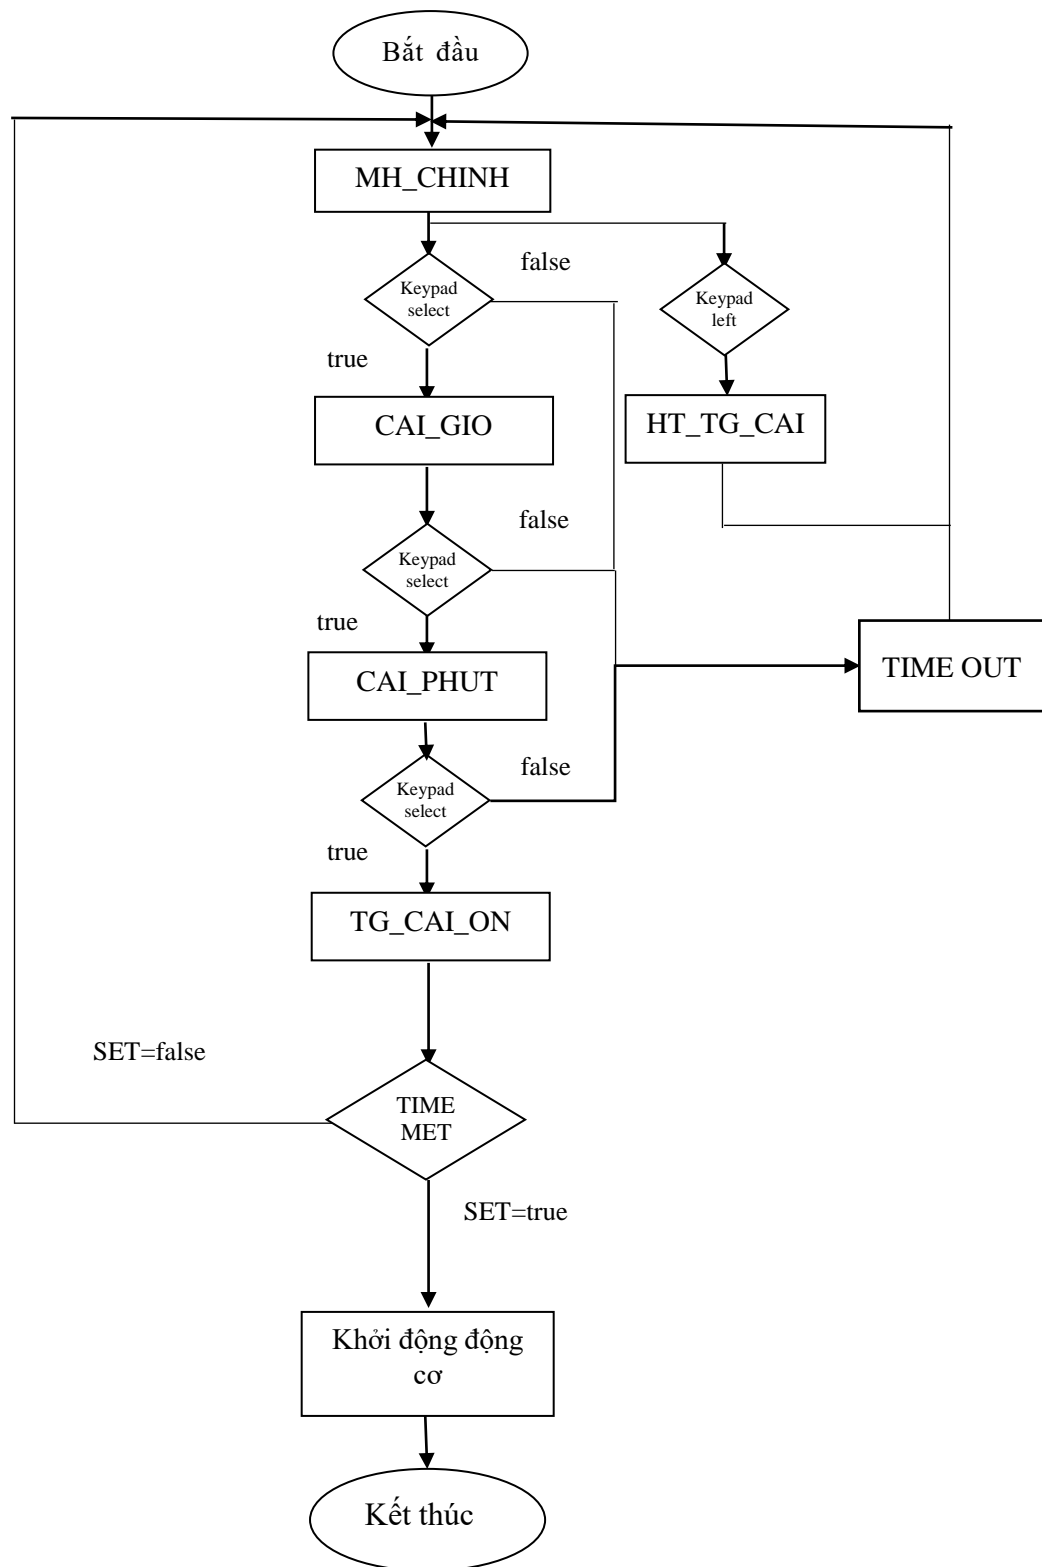 Bắt đầu
MH_CHINH
false
Keypad
select
Keypad
left
true
CAI_GIO
HT_TG_CAI
false
Keypad
select
true
CAI_PHUT
TIME OUT
false
Keypad
select
true
TG_CAI_ON
SET=false
TIME
MET
SET=true
Khởi động động
cơ
Kết thúc